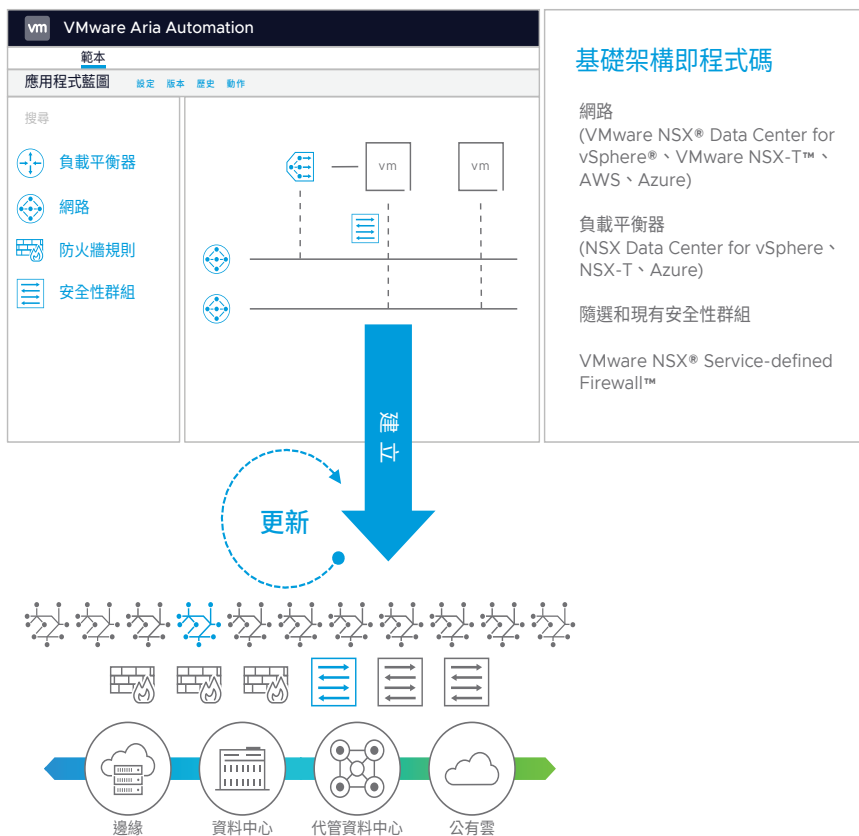 vm VMware Aria Automation
範本
應用程式藍圖 設定 版本 歷史 動作
搜尋
負載平衡器
網路
防火牆規則
安全性群組
vm
vm
基礎架構即程式碼
網路
(VMware NSX® Data Center for
vSphere®、VMware NSX-T™、
AWS、Azure)
負載平衡器
(NSX Data Center for vSphere、
NSX-T、Azure)
隨選和現有安全性群組
VMware NSX® Service-defined
Firewall™
建立
更新
邊緣
資料中心
代管資料中心
公有雲